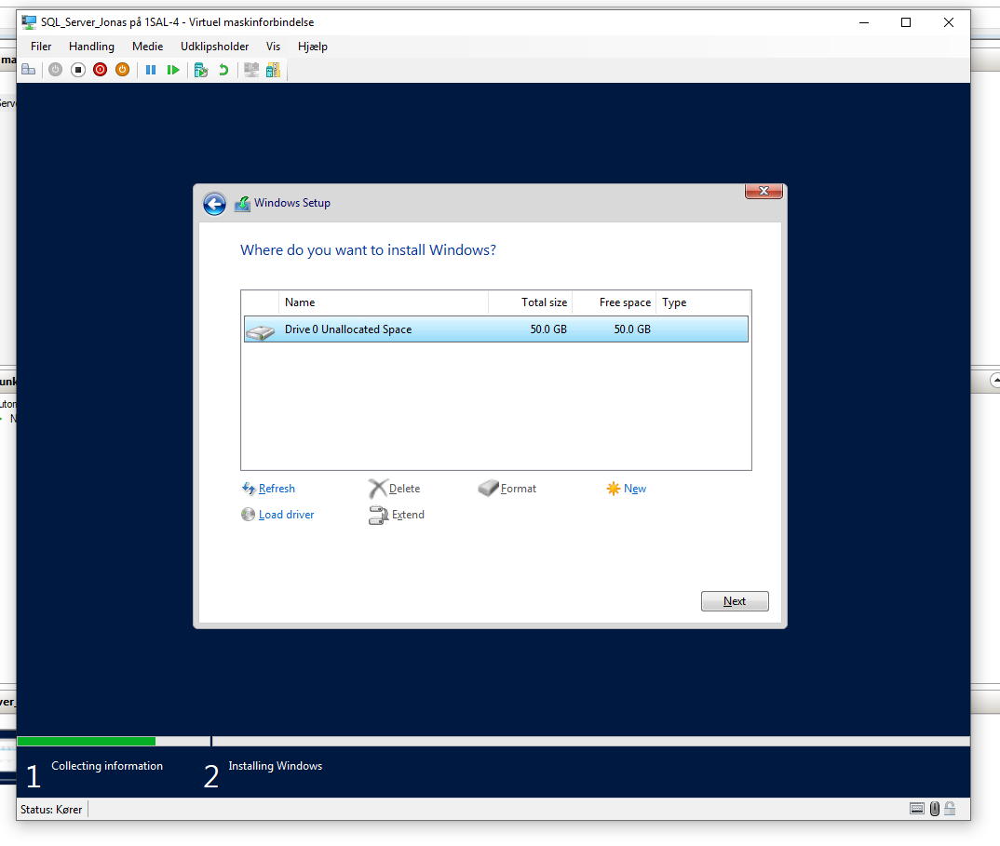 SQL_Server_Jonas på 1SAL-4 - Virtuel maskinforbindelse
Filer Handling Medie Udklipsholder Vis Hjælp
Windows Setup
Where do you want to install Windows?
Name Total size Free space Type
Drive 0 Unallocated Space 50.0 GB 50.0 GB
Refresh Delete Format New
Load driver Extend
Next
1 Collecting information 2 Installing Windows
Status: Kører